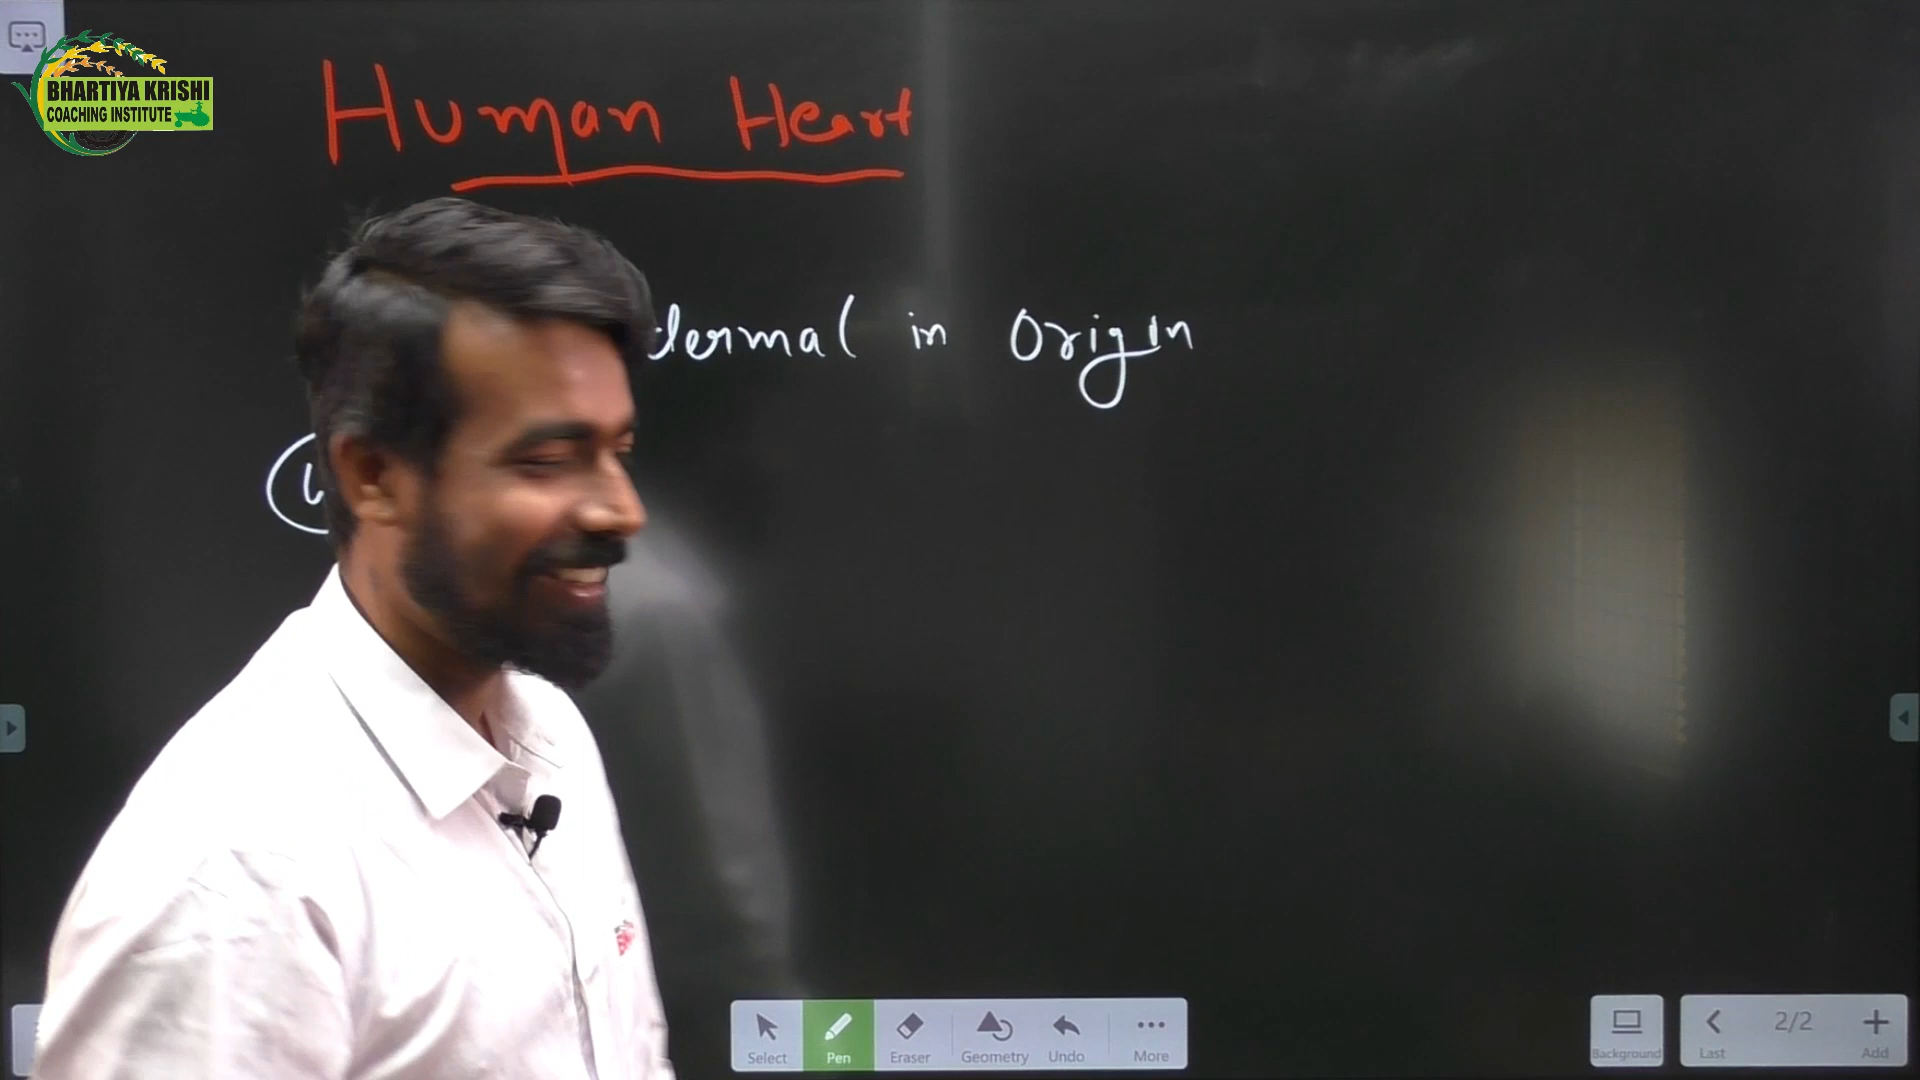 BHARTIYA KRISHI
COACHING INSTITUTE
Human Heart
dermal in Origin
Select
Pen
Eraser
Geometry
Undo
More
Background
Last
2/2
Add